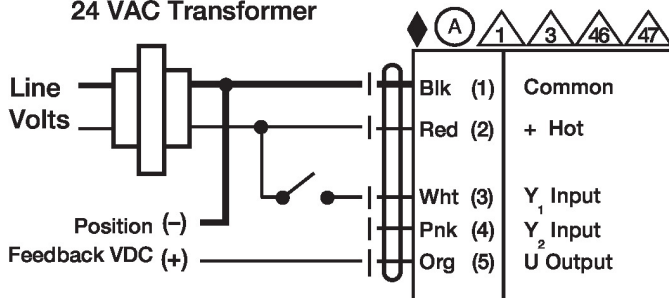 24 VAC Transformer
A 1 3 46 47
Line Volts
Blk (1) Common
Red (2) + Hot
Wht (3) Y1 Input
Position (–)
Pnk (4) Y2 Input
Feedback VDC (+)
Org (5) U Output